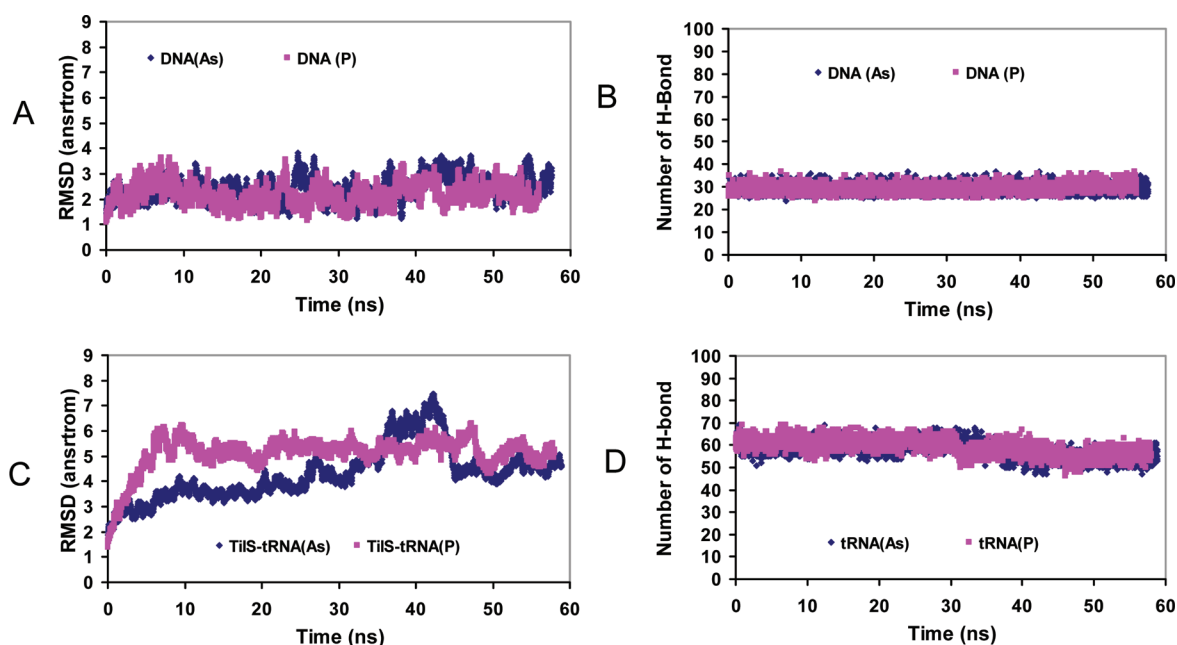 A
RMSD (ansrtrom)
9
8
7
6
5
4
3
2
1
0
DNA(As) DNA (P)
0 10 20 30 40 50 60
Time (ns)
B
Number of H-Bond
100
90
80
70
60
50
40
30
20
10
0
DNA (As) DNA (P)
0 10 20 30 40 50 60
Time (ns)
C
RMSD (ansrtrom)
9
8
7
6
5
4
3
2
1
0
TilS-tRNA(As) TilS-tRNA(P)
0 10 20 30 40 50 60
Time (ns)
D
Number of H-bond
100
90
80
70
60
50
40
30
20
10
0
tRNA(As) tRNA(P)
0 10 20 30 40 50 60
Time (ns)